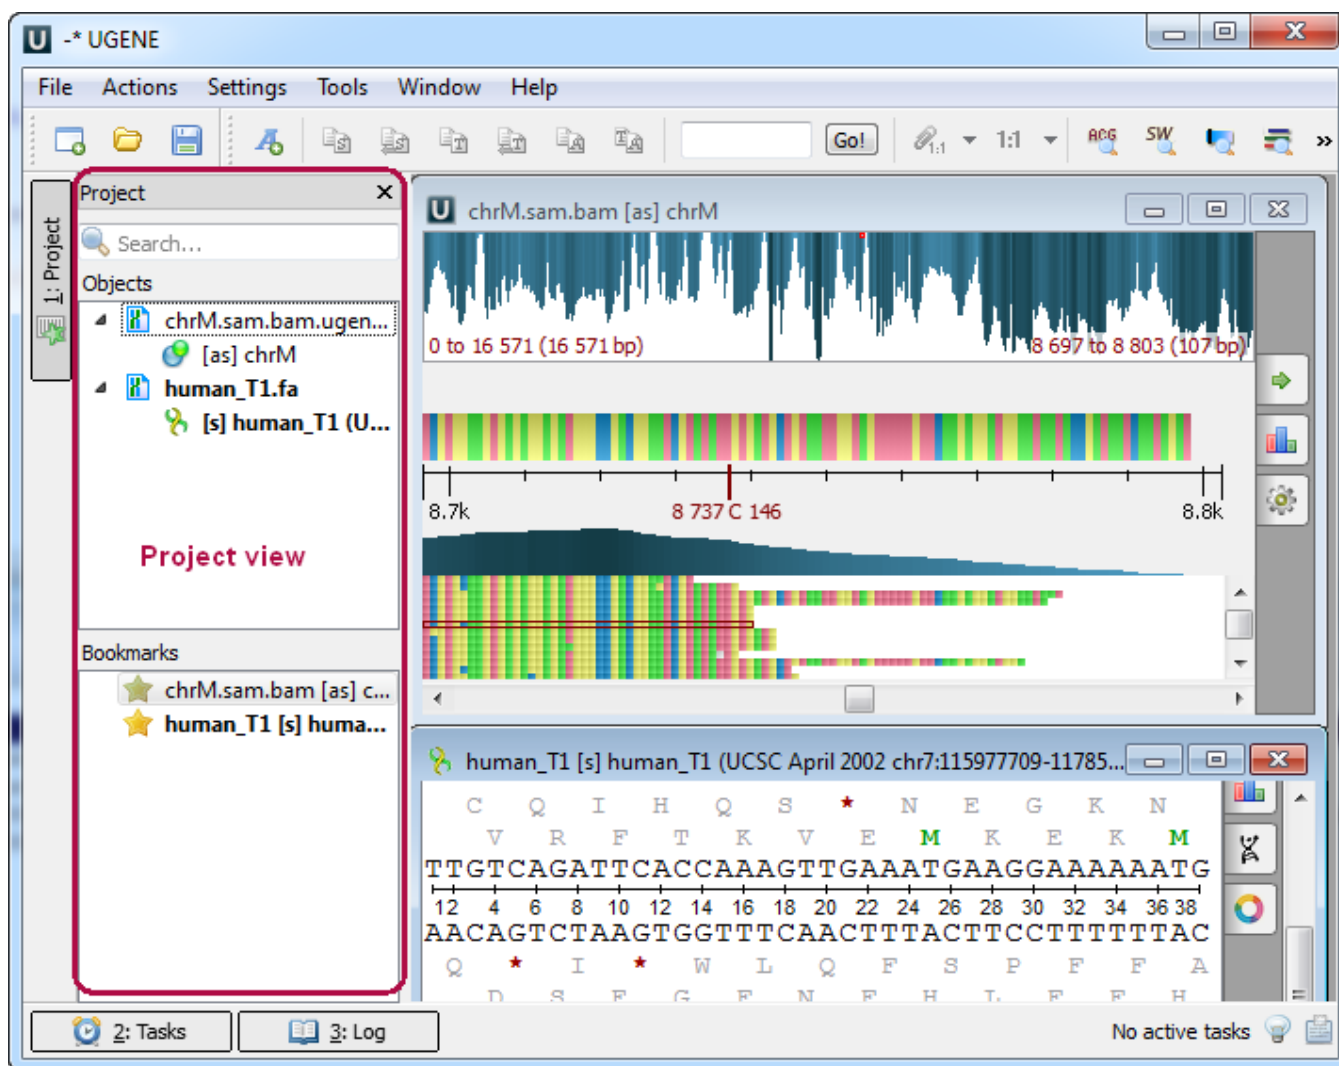 U -* UGENE
File Actions Settings Tools Window Help
Go! 1:1 1:1 ACG SW »
1: Project
Project
Search...
Objects
chrM.sam.bam.ugen...
[as] chrM
human_T1.fa
[s] human_T1 (U...
Project view
Bookmarks
chrM.sam.bam [as] c...
human_T1 [s] huma...
U chrM.sam.bam [as] chrM
0 to 16 571 (16 571 bp) 8 697 to 8 803 (107 bp)
8.7k 8 737 C 146 8.8k
human_T1 [s] human_T1 (UCSC April 2002 chr7:115977709-11785...
C Q I H Q S * N E G K N
V R F T K V E M K E K M
TTGTCAGATTCACCAAAGTTGAAATGAAGGAAAAAATG
12 4 6 8 10 12 14 16 18 20 22 24 26 28 30 32 34 36 38
AACAGTCTAAGTGGTTTCAACTTTACTTCCTTTTTTAC
Q * I * W L Q F S P F F A
2: Tasks 3: Log No active tasks